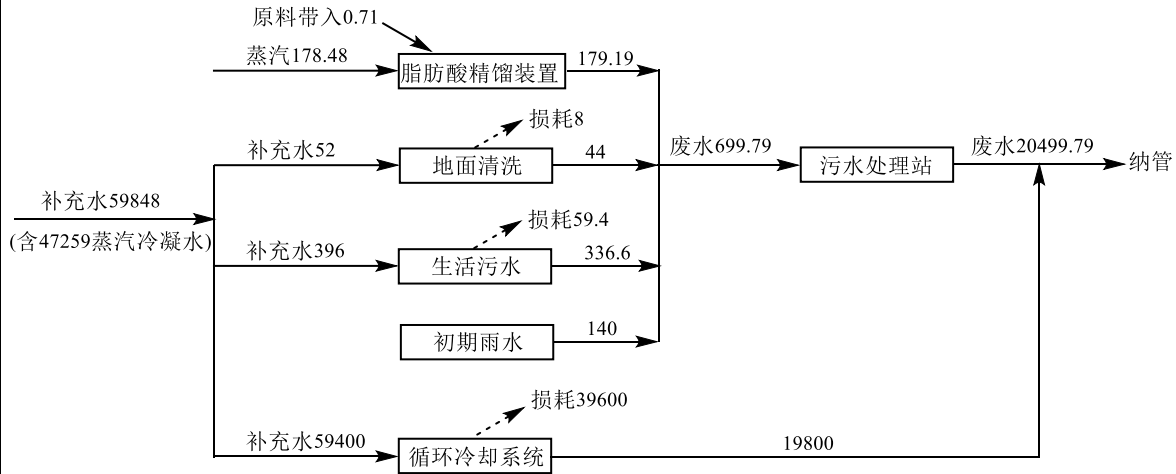 原料带入0.71
蒸汽178.48
脂肪酸精馏装置
179.19
损耗8
补充水52
地面清洗
44
废水699.79
污水处理站
废水20499.79
纳管
补充水59848
(含47259蒸汽冷凝水)
损耗59.4
补充水396
生活污水
336.6
初期雨水
140
损耗39600
补充水59400
循环冷却系统
19800